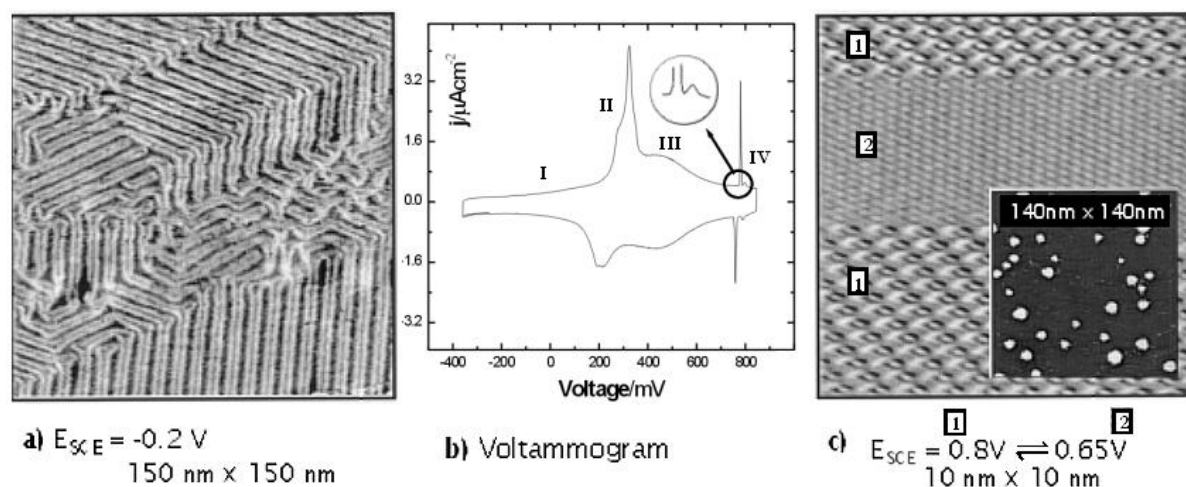 j/μAcm-2
3.2
1.6
0.0
-1.6
-3.2
-400
-200
0
200
400
600
800
Voltage/mV
I
II
III
IV
1
2
1
140nm x 140nm
a) ESCE = -0.2 V
150 nm x 150 nm
b) Voltammogram
1 2
c) ESCE = 0.8V ⇌ 0.65V
10 nm x 10 nm